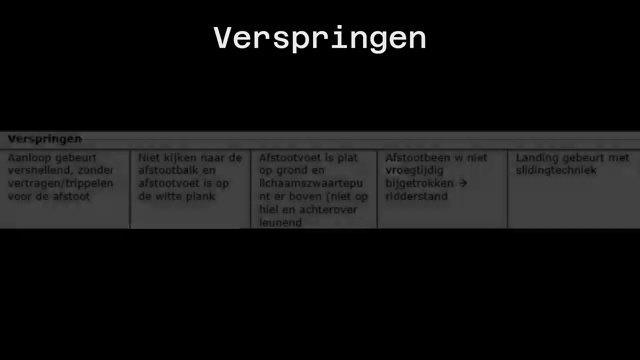 Verspringen
Verspringen
Aanloop gebeurt
versnellend, zonder
vertragen/trippelen
voor de afstoot
Niet kijken naar de
afstootbalk en
afstootvoet is op
de witte plank
Afstootvoet is plat
op grond en
lichaamszwaartepu
nt er boven (niet op
hiel en achterover
leunend
Afstootbeen w niet
vroegtijdig
bijgetrokken →
ridderstand
Landing gebeurt met
slidingtechniek